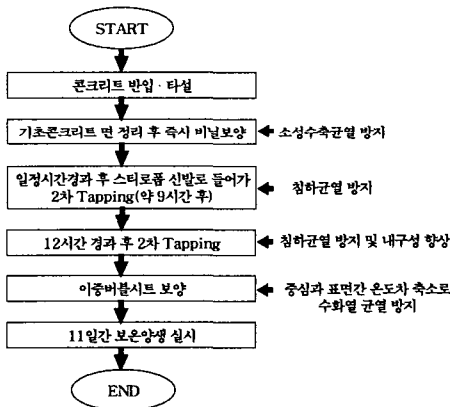 START
콘크리트 반입 · 타설
기초콘크리트 면 정리 후 즉시 비닐보양
소성수축균열 방지
일정시간경과 후 스티로폼 신발로 들어가
2차 Tapping(약 9시간 후)
침하균열 방지
12시간 경과 후 2차 Tapping
침하균열 방지 및 내구성 향상
이중버블시트 보양
중심과 표면간 온도차 축소로
수화열 균열 방지
11일간 보온양생 실시
END